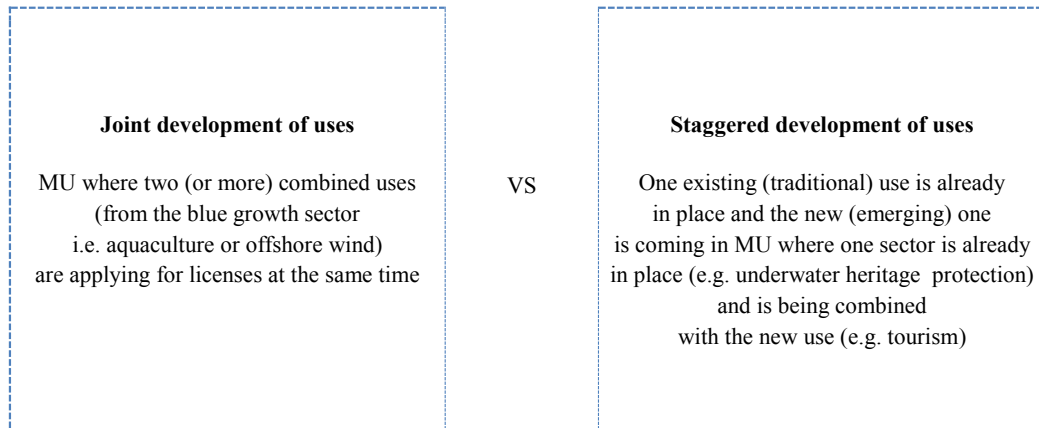 Joint development of uses
MU where two (or more) combined uses
(from the blue growth sector
i.e. aquaculture or offshore wind)
are applying for licenses at the same time
VS
Staggered development of uses
One existing (traditional) use is already
in place and the new (emerging) one
is coming in MU where one sector is already
in place (e.g. underwater heritage protection)
and is being combined
with the new use (e.g. tourism)